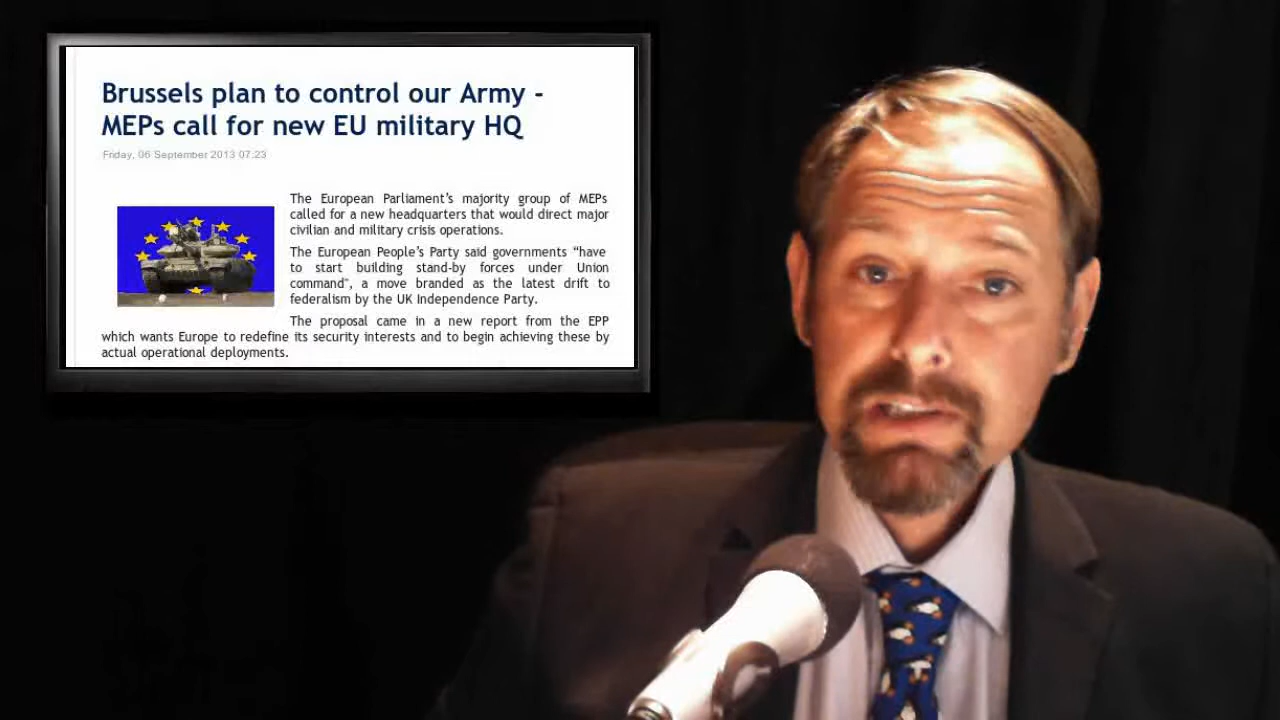 Brussels plan to control our Army -
MEPs call for new EU military HQ
Friday, 06 September 2013 07:23
The European Parliament's majority group of MEPs
called for a new headquarters that would direct major
civilian and military crisis operations.
The European People's Party said governments "have
to start building stand-by forces under Union
command", a move branded as the latest drift to
federalism by the UK Independence Party.
The proposal came in a new report from the EPP
which wants Europe to redefine its security interests and to begin achieving these by
actual operational deployments.